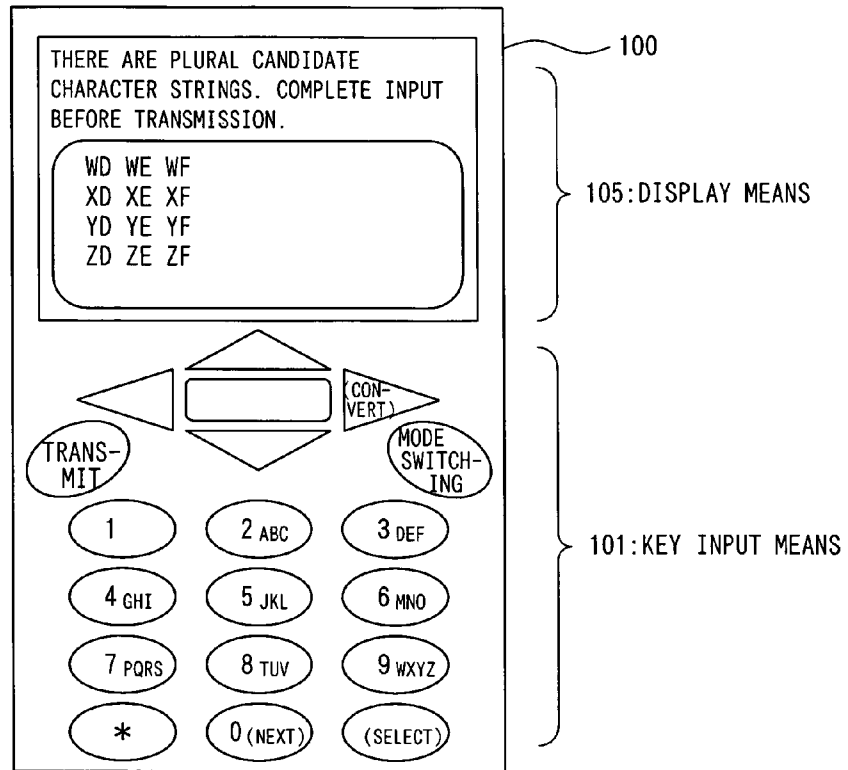 100
THERE ARE PLURAL CANDIDATE
CHARACTER STRINGS. COMPLETE INPUT
BEFORE TRANSMISSION.
WD WE WF
XD XE XF
YD YE YF
ZD ZE ZF
105:DISPLAY MEANS
(CON-
VERT)
TRANS-
MIT
MODE
SWITCH-
ING
1
2 ABC
3 DEF
4 GHI
5 JKL
6 MNO
7 PQRS
8 TUV
9 WXYZ
*
0 (NEXT)
(SELECT)
101:KEY INPUT MEANS